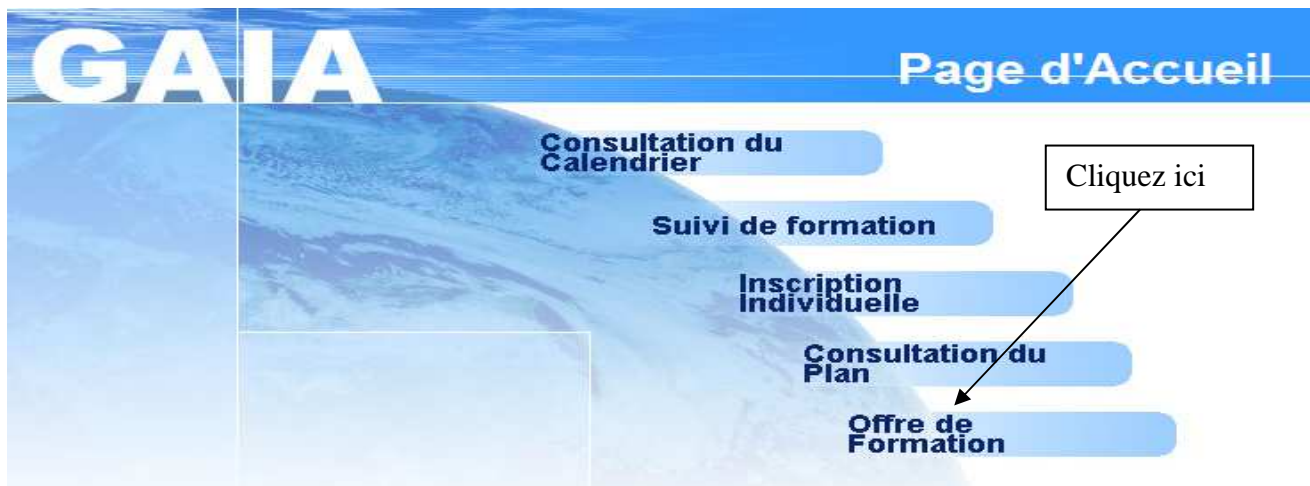 GAIA
Page d'Accueil
Consultation du
Calendrier
Cliquez ici
Suivi de formation
Inscription
Individuelle
Consultation du
Plan
Offre de
Formation